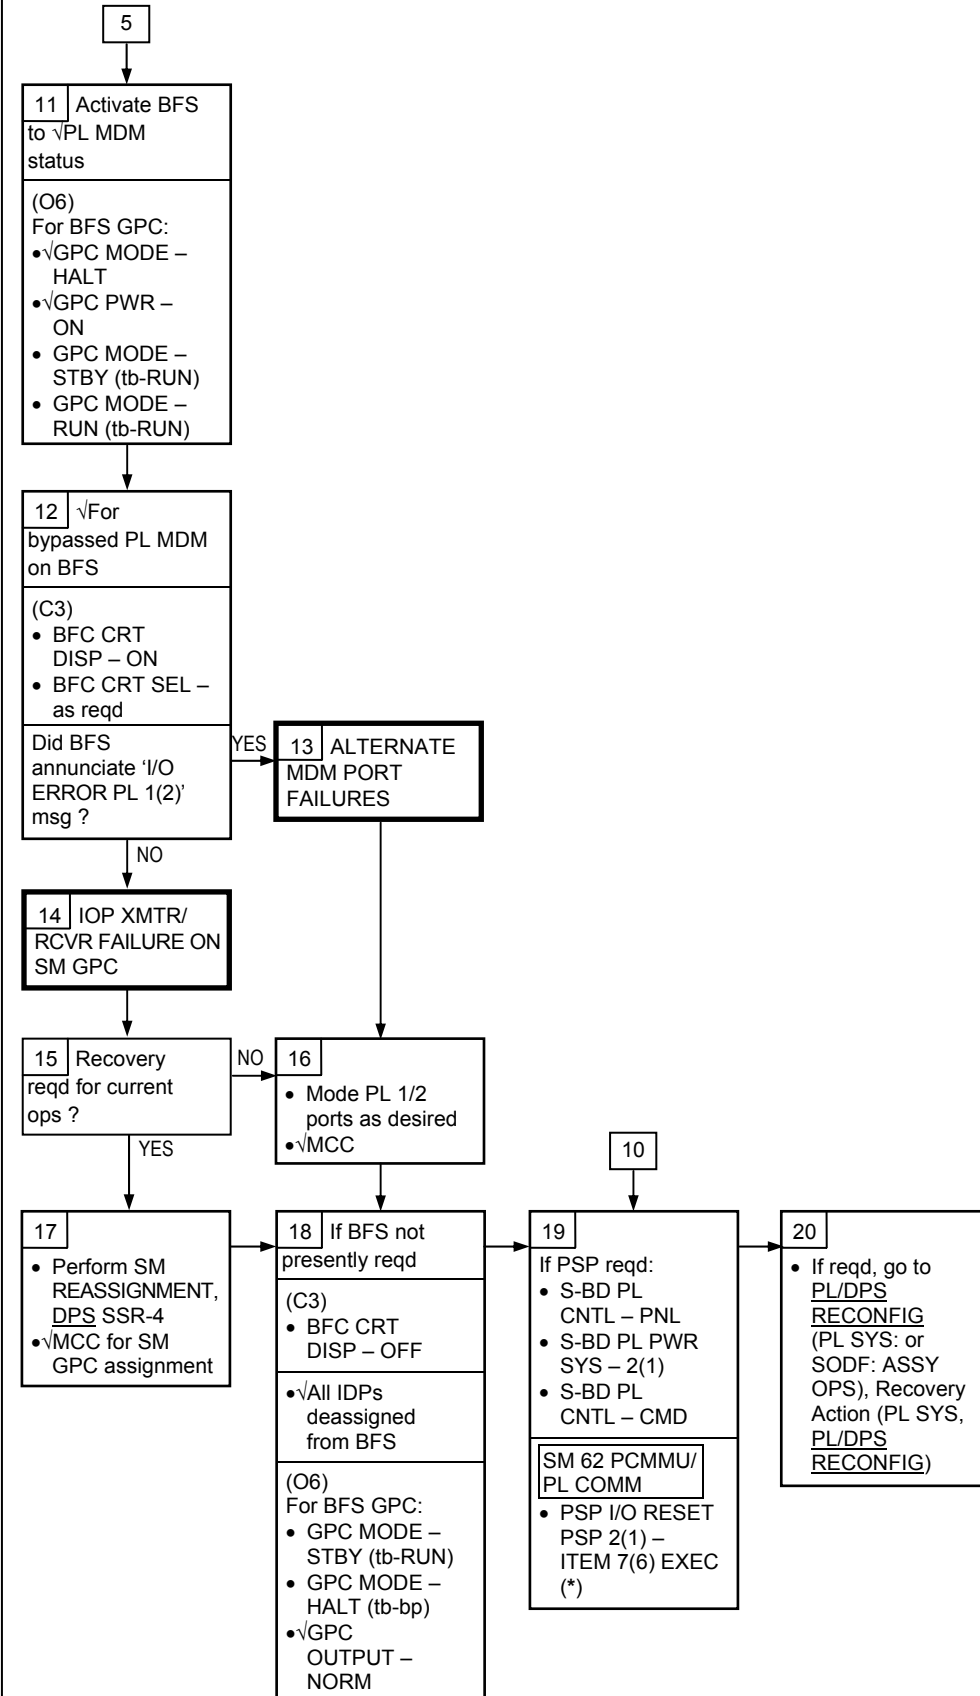 5
11 Activate BFS
to √PL MDM
status
(O6)
For BFS GPC:
•√GPC MODE –
HALT
•√GPC PWR –
ON
• GPC MODE –
STBY (tb-RUN)
• GPC MODE –
RUN (tb-RUN)
12 √For
bypassed PL MDM
on BFS
(C3)
• BFC CRT
DISP – ON
• BFC CRT SEL –
as reqd
Did BFS
annunciate ‘I/O
ERROR PL 1(2)’
msg ?
YES
13 ALTERNATE
MDM PORT
FAILURES
NO
14 IOP XMTR/
RCVR FAILURE ON
SM GPC
15 Recovery
reqd for current
ops ?
NO
16
• Mode PL 1/2
ports as desired
•√MCC
YES
10
17
• Perform SM
REASSIGNMENT,
DPS SSR-4
•√MCC for SM
GPC assignment
18 If BFS not
presently reqd
(C3)
• BFC CRT
DISP – OFF
•√All IDPs
deassigned
from BFS
(O6)
For BFS GPC:
• GPC MODE –
STBY (tb-RUN)
• GPC MODE –
HALT (tb-bp)
•√GPC
OUTPUT –
NORM
19
If PSP reqd:
• S-BD PL
CNTL – PNL
• S-BD PL PWR
SYS – 2(1)
• S-BD PL
CNTL – CMD
SM 62 PCMMU/
PL COMM
• PSP I/O RESET
PSP 2(1) –
ITEM 7(6) EXEC
(*)
20
• If reqd, go to
PL/DPS
RECONFIG
(PL SYS: or
SODF: ASSY
OPS), Recovery
Action (PL SYS,
PL/DPS
RECONFIG)